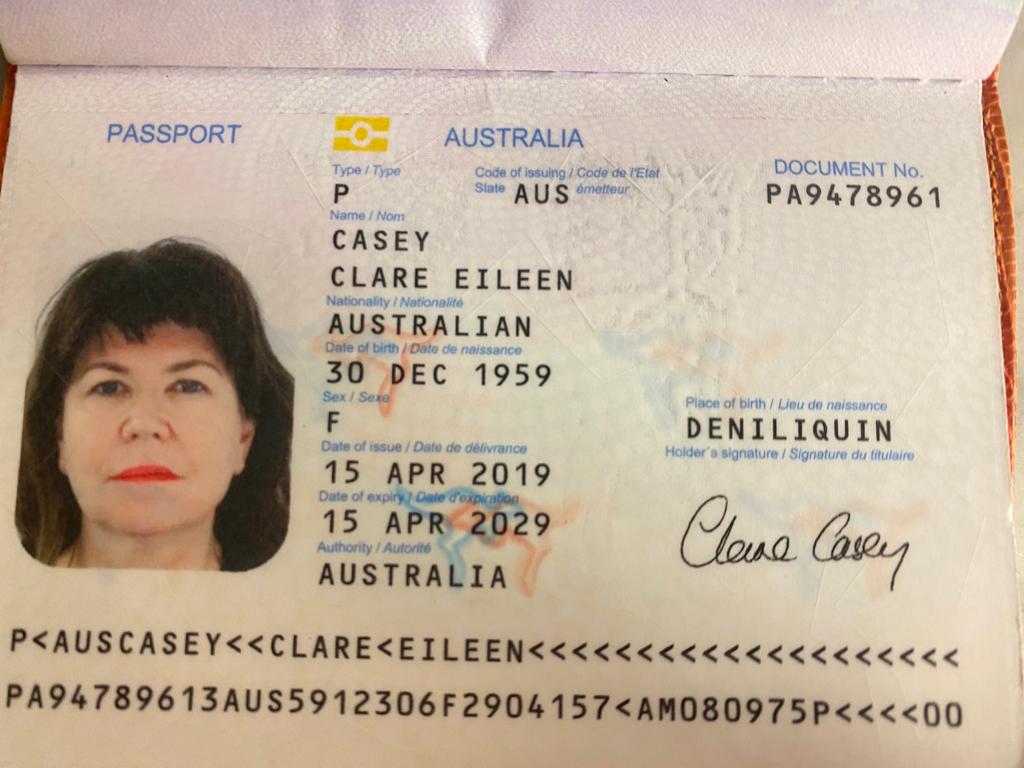 PASSPORT
AUSTRALIA
Type / Type
P
Code of issuing / Code de l'Etat
State AUS émetteur
DOCUMENT No.
PA9478961
Name / Nom
CASEY
CLARE EILEEN
Nationality / Nationalité
AUSTRALIAN
Date of birth / Date de naissance
30 DEC 1959
Sex / Sexe
F
Place of birth / Lieu de naissance
DENILIQUIN
Date of issue / Date de délivrance
15 APR 2019
Holder's signature / Signature du titulaire
Date of expiry / Date d'expiration
15 APR 2029
Clare Casey
Authority / Autorité
AUSTRALIA
P<AUSCASEY<<CLARE<EILEEN<<<<<<<<<<<<<<<<<<<<
PA94789613AUS5912306F2904157<AM080975P<<<<00